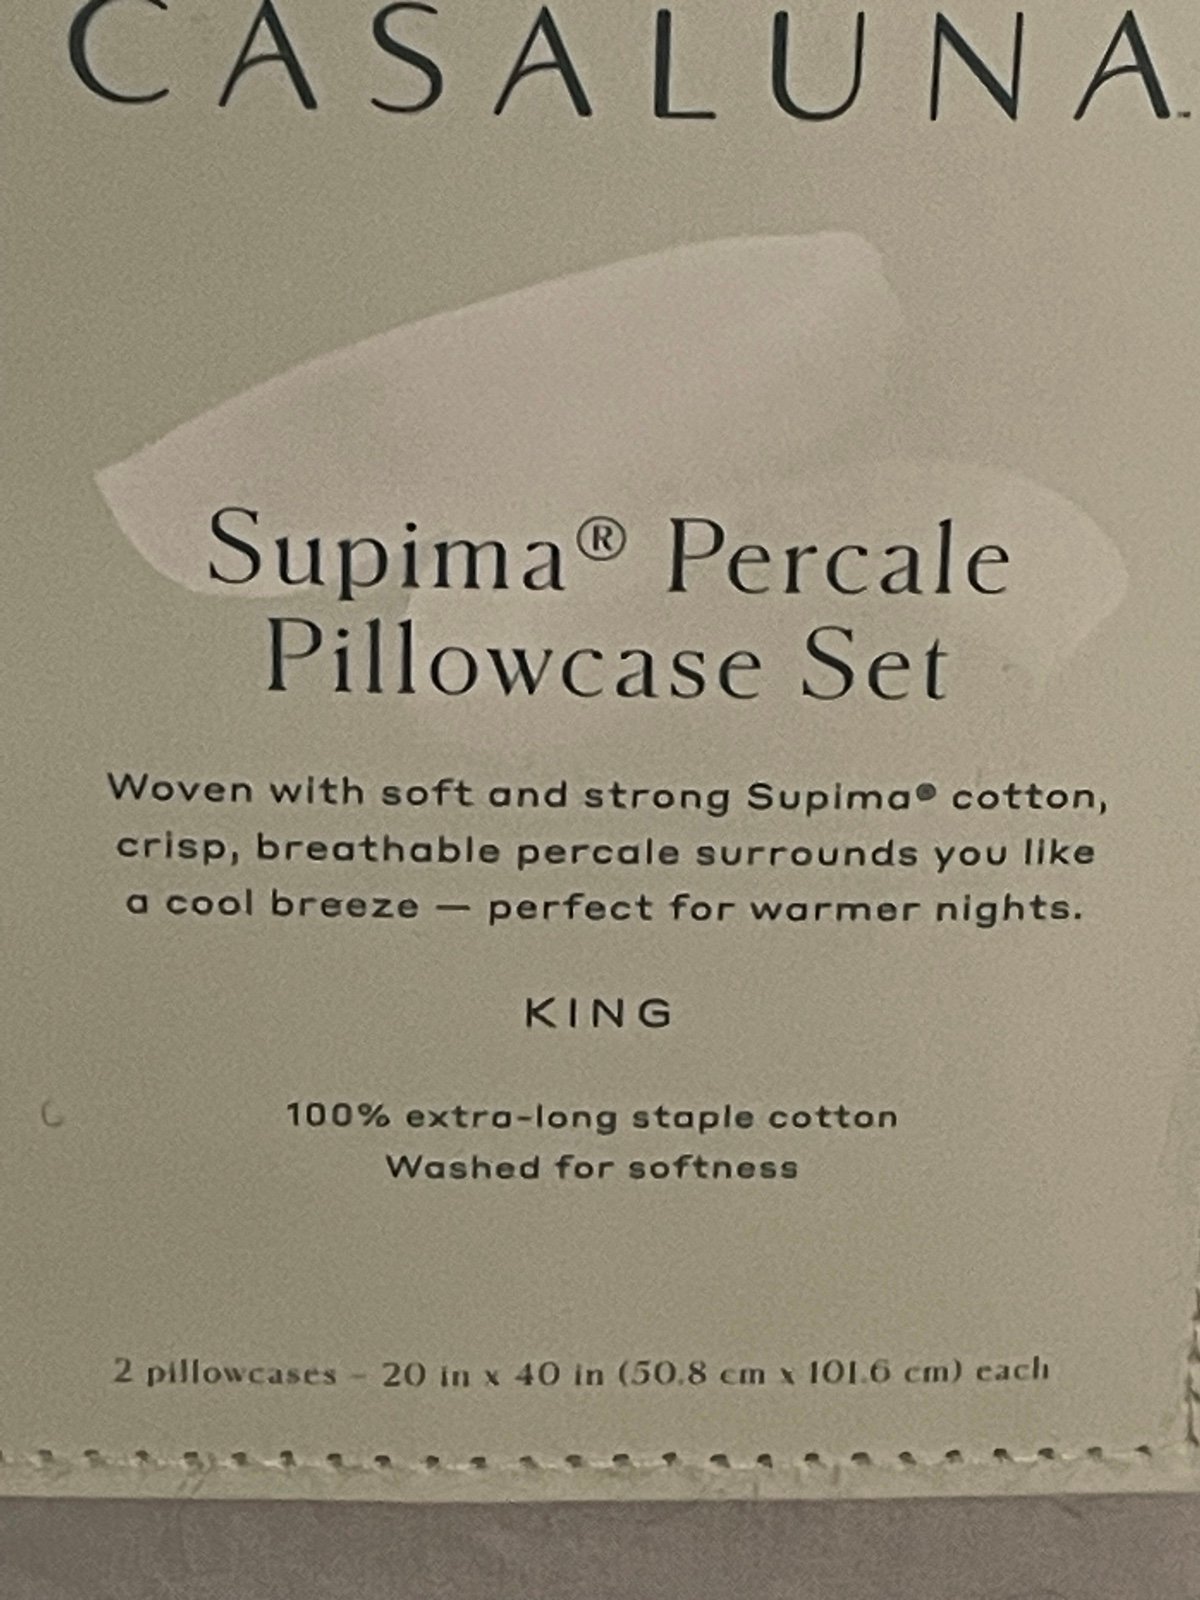 CASALUNA™
Supima® Percale
Pillowcase Set
Woven with soft and strong Supima® cotton,
crisp, breathable percale surrounds you like
a cool breeze — perfect for warmer nights.
KING
100% extra-long staple cotton
Washed for softness
2 pillowcases – 20 in x 40 in (50.8 cm x 101.6 cm) each